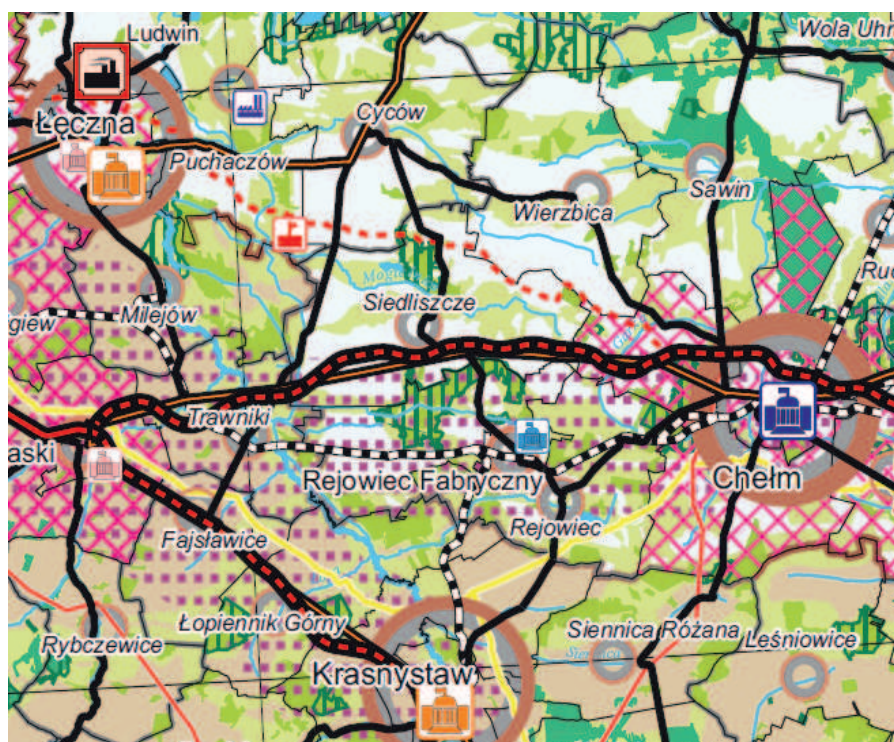 Ludwin
Wola Uhr
Łęczna
Cyców
Puchaczów
Sawin
Wierzbica
Ruc
Siedliszcze
giew
Milejów
Trawniki
aski
Rejowiec Fabryczny
Chełm
Rejowiec
Fajsławice
Łopiennik Górny
Siennica Różana
Leśniowice
Rybczewice
Krasnystaw